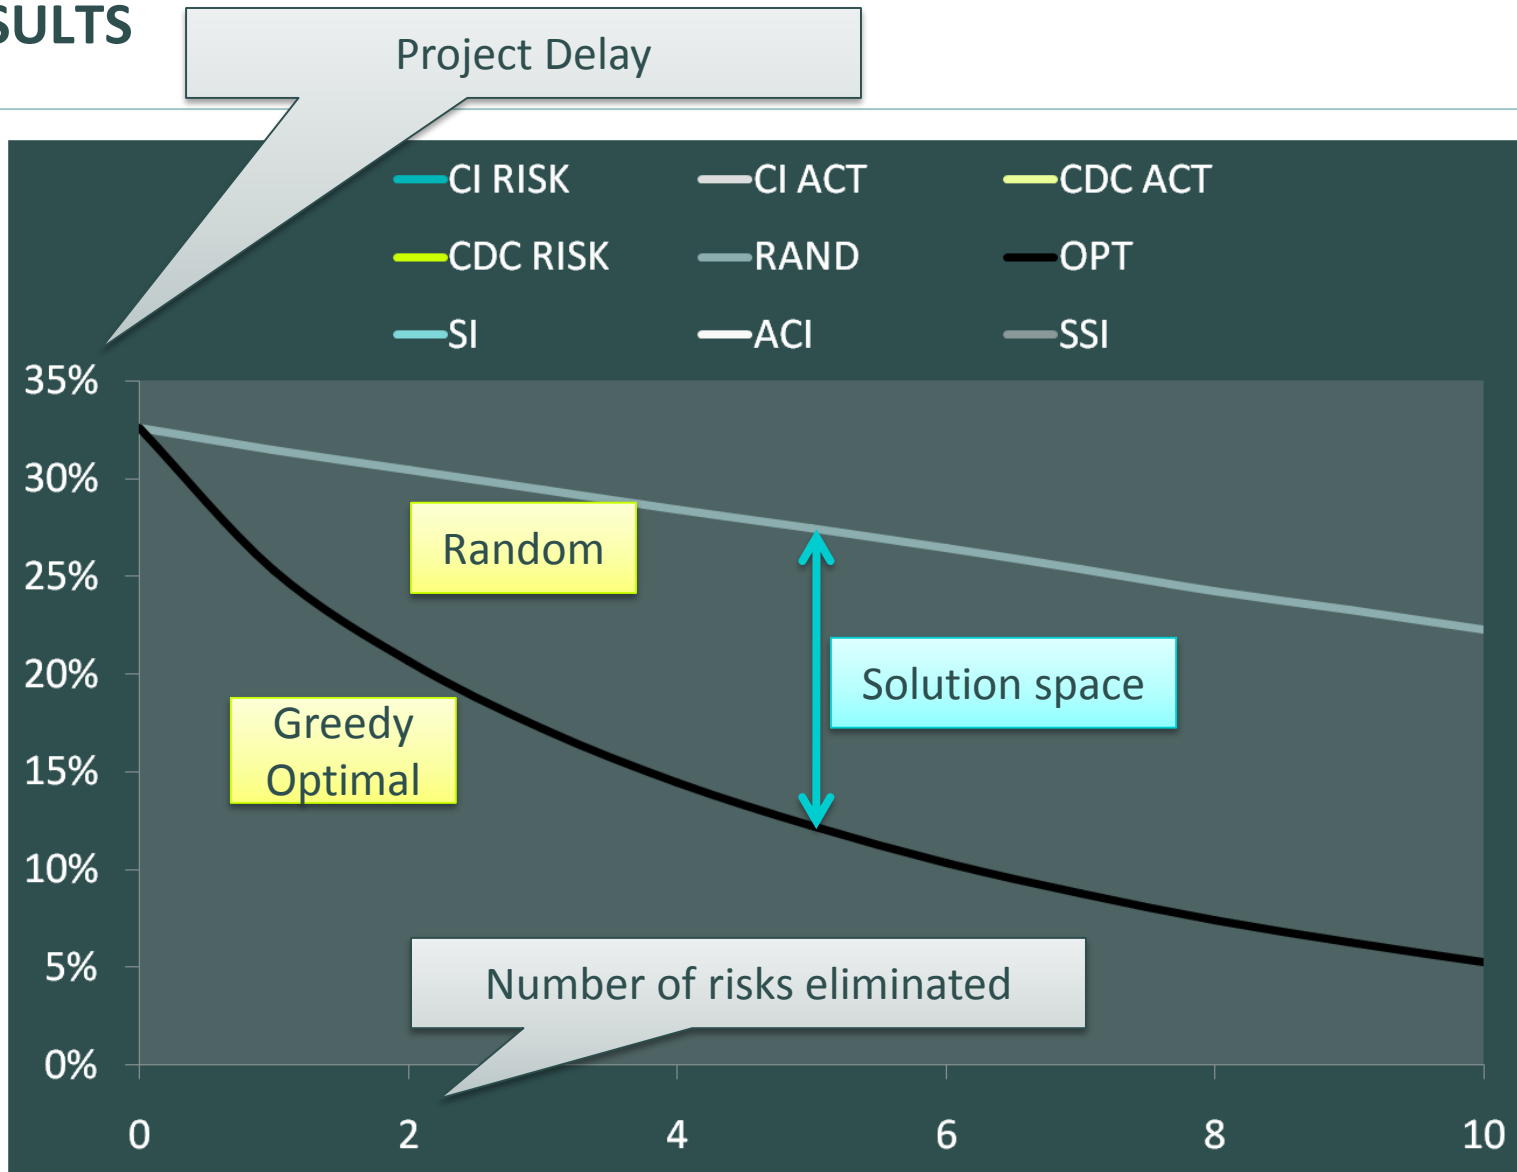 SULTS
Project Delay
CI RISK CI ACT CDC ACT
CDC RISK RAND OPT
SI ACI SSI
35%
30%
25%
20%
15%
10%
5%
0%
Random
Solution space
Greedy
Optimal
Number of risks eliminated
0 2 4 6 8 10